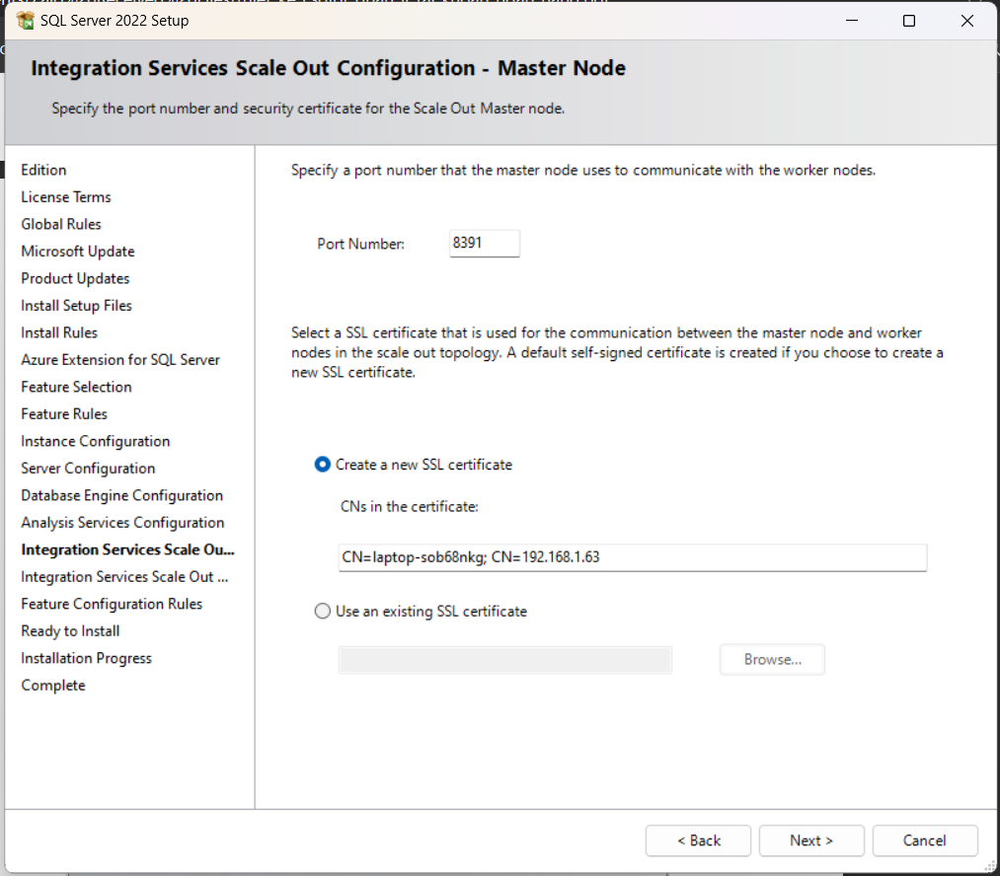 SQL Server 2022 Setup
Integration Services Scale Out Configuration - Master Node
Specify the port number and security certificate for the Scale Out Master node.
Edition
License Terms
Global Rules
Microsoft Update
Product Updates
Install Setup Files
Install Rules
Azure Extension for SQL Server
Feature Selection
Feature Rules
Instance Configuration
Server Configuration
Database Engine Configuration
Analysis Services Configuration
Integration Services Scale Ou...
Integration Services Scale Out ...
Feature Configuration Rules
Ready to Install
Installation Progress
Complete
Specify a port number that the master node uses to communicate with the worker nodes.
Port Number:
8391
Select a SSL certificate that is used for the communication between the master node and worker
nodes in the scale out topology. A default self-signed certificate is created if you choose to create a
new SSL certificate.
Create a new SSL certificate
CNs in the certificate:
CN=laptop-sob68nkg; CN=192.168.1.63
Use an existing SSL certificate
Browse...
< Back
Next >
Cancel